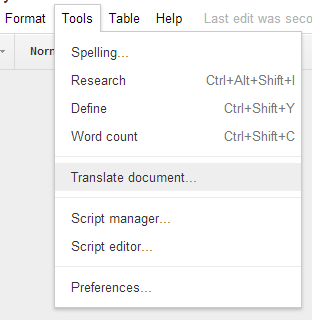 Format Tools Table Help Last edit was seco
Norn
Spelling...
Research Ctrl+Alt+Shift+I
Define Ctrl+Shift+Y
Word count Ctrl+Shift+C
Translate document...
Script manager...
Script editor...
Preferences...